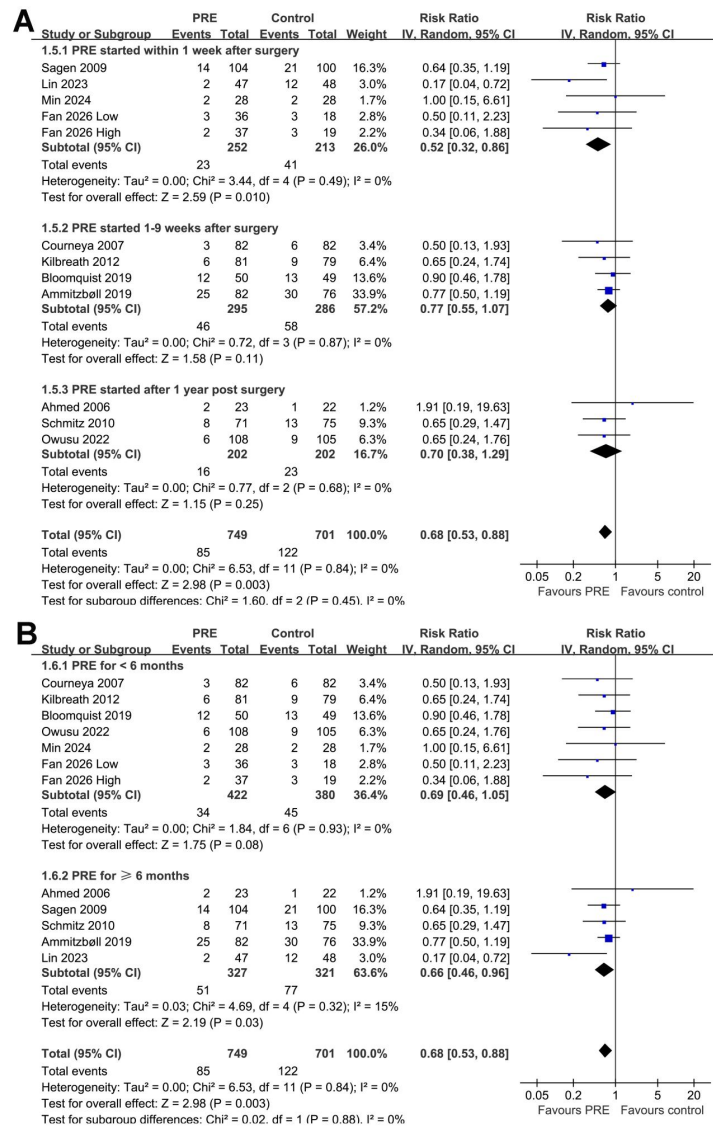 A
PRE Control Risk Ratio Risk Ratio
Study or Subgroup Events Total Events Total Weight IV, Random, 95% CI IV, Random, 95% CI
1.5.1 PRE started within 1 week after surgery
Sagen 2009 14 104 21 100 16.3% 0.64 [0.35, 1.19]
Lin 2023 2 47 12 48 3.0% 0.17 [0.04, 0.72]
Min 2024 2 28 2 28 1.7% 1.00 [0.15, 6.61]
Fan 2026 Low 3 36 3 18 2.8% 0.50 [0.11, 2.23]
Fan 2026 High 2 37 3 19 2.2% 0.34 [0.06, 1.88]
Subtotal (95% CI) 252 213 26.0% 0.52 [0.32, 0.86]
Total events 23 41
Heterogeneity: Tau² = 0.00; Chi² = 3.44, df = 4 (P = 0.49); I² = 0%
Test for overall effect: Z = 2.59 (P = 0.010)
1.5.2 PRE started 1-9 weeks after surgery
Courneya 2007 3 82 6 82 3.4% 0.50 [0.13, 1.93]
Kilbreath 2012 6 81 9 79 6.4% 0.65 [0.24, 1.74]
Bloomquist 2019 12 50 13 49 13.6% 0.90 [0.46, 1.78]
Ammitzbøll 2019 25 82 30 76 33.9% 0.77 [0.50, 1.19]
Subtotal (95% CI) 295 286 57.2% 0.77 [0.55, 1.07]
Total events 46 58
Heterogeneity: Tau² = 0.00; Chi² = 0.72, df = 3 (P = 0.87); I² = 0%
Test for overall effect: Z = 1.58 (P = 0.11)
1.5.3 PRE started after 1 year post surgery
Ahmed 2006 2 23 1 22 1.2% 1.91 [0.19, 19.63]
Schmitz 2010 8 71 13 75 9.3% 0.65 [0.29, 1.47]
Owusu 2022 6 108 9 105 6.3% 0.65 [0.24, 1.76]
Subtotal (95% CI) 202 202 16.7% 0.70 [0.38, 1.29]
Total events 16 23
Heterogeneity: Tau² = 0.00; Chi² = 0.77, df = 2 (P = 0.68); I² = 0%
Test for overall effect: Z = 1.15 (P = 0.25)
Total (95% CI) 749 701 100.0% 0.68 [0.53, 0.88]
Total events 85 122
Heterogeneity: Tau² = 0.00; Chi² = 6.53, df = 11 (P = 0.84); I² = 0%
Test for overall effect: Z = 2.98 (P = 0.003)
Test for subgroup differences: Chi² = 1.60, df = 2 (P = 0.45), I² = 0%
0.05 0.2 1 5 20
Favours PRE Favours control
B
PRE Control Risk Ratio Risk Ratio
Study or Subgroup Events Total Events Total Weight IV, Random, 95% CI IV, Random, 95% CI
1.6.1 PRE for < 6 months
Courneya 2007 3 82 6 82 3.4% 0.50 [0.13, 1.93]
Kilbreath 2012 6 81 9 79 6.4% 0.65 [0.24, 1.74]
Bloomquist 2019 12 50 13 49 13.6% 0.90 [0.46, 1.78]
Owusu 2022 6 108 9 105 6.3% 0.65 [0.24, 1.76]
Min 2024 2 28 2 28 1.7% 1.00 [0.15, 6.61]
Fan 2026 Low 3 36 3 18 2.8% 0.50 [0.11, 2.23]
Fan 2026 High 2 37 3 19 2.2% 0.34 [0.06, 1.88]
Subtotal (95% CI) 422 380 36.4% 0.69 [0.46, 1.05]
Total events 34 45
Heterogeneity: Tau² = 0.00; Chi² = 1.84, df = 6 (P = 0.93); I² = 0%
Test for overall effect: Z = 1.75 (P = 0.08)
1.6.2 PRE for ⩾ 6 months
Ahmed 2006 2 23 1 22 1.2% 1.91 [0.19, 19.63]
Sagen 2009 14 104 21 100 16.3% 0.64 [0.35, 1.19]
Schmitz 2010 8 71 13 75 9.3% 0.65 [0.29, 1.47]
Ammitzbøll 2019 25 82 30 76 33.9% 0.77 [0.50, 1.19]
Lin 2023 2 47 12 48 3.0% 0.17 [0.04, 0.72]
Subtotal (95% CI) 327 321 63.6% 0.66 [0.46, 0.96]
Total events 51 77
Heterogeneity: Tau² = 0.03; Chi² = 4.69, df = 4 (P = 0.32); I² = 15%
Test for overall effect: Z = 2.19 (P = 0.03)
Total (95% CI) 749 701 100.0% 0.68 [0.53, 0.88]
Total events 85 122
Heterogeneity: Tau² = 0.00; Chi² = 6.53, df = 11 (P = 0.84); I² = 0%
Test for overall effect: Z = 2.98 (P = 0.003)
Test for subgroup differences: Chi² = 0.02, df = 1 (P = 0.88), I² = 0%
0.05 0.2 1 5 20
Favours PRE Favours control